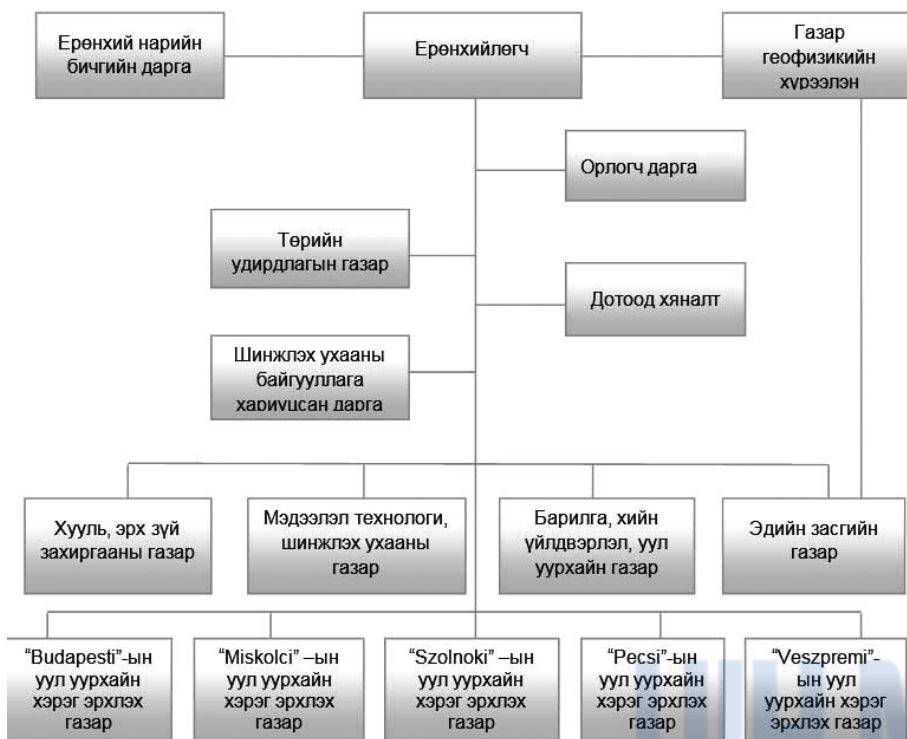 Ерөнхий нарийн
бичгийн дарга
Ерөнхийлөгч
Газар
геофизикийн
хүрээлэн
Орлогч дарга
Төрийн
удирдлагын газар
Дотоод хяналт
Шинжлэх ухааны
байгууллага
хариуцсан дарга
Хууль, эрх зүй
захиргааны газар
Мэдээлэл технологи,
шинжлэх ухааны
газар
Барилга, хийн
үйлдвэрлэл, уул
уурхайн газар
Эдийн засгийн
газар
“Budapesti”-ын
уул уурхайн
хэрэг эрхлэх
газар
“Miskolci” –ын
уул уурхайн
хэрэг эрхлэх
газар
“Szolnoki” –ын
уул уурхайн
хэрэг эрхлэх
газар
“Pecsi”-ын
уул уурхайн
хэрэг эрхлэх
газар
“Veszpremi”-
ын уул
уурхайн хэрэг
эрхлэх газар